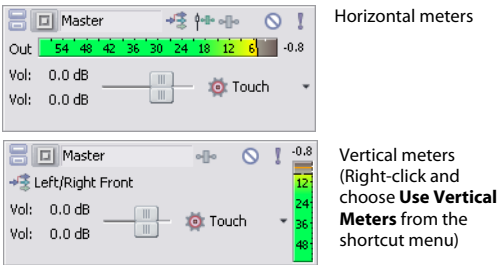 Master
Horizontal meters
Out 54 48 42 36 30 24 18 12 6 -0.8
Vol: 0.0 dB
Touch
Vol: 0.0 dB
Master
-0.8
Left/Right Front
12
24
36
48
Vol: 0.0 dB
Touch
Vol: 0.0 dB
Vertical meters
(Right-click and
choose Use Vertical
Meters from the
shortcut menu)